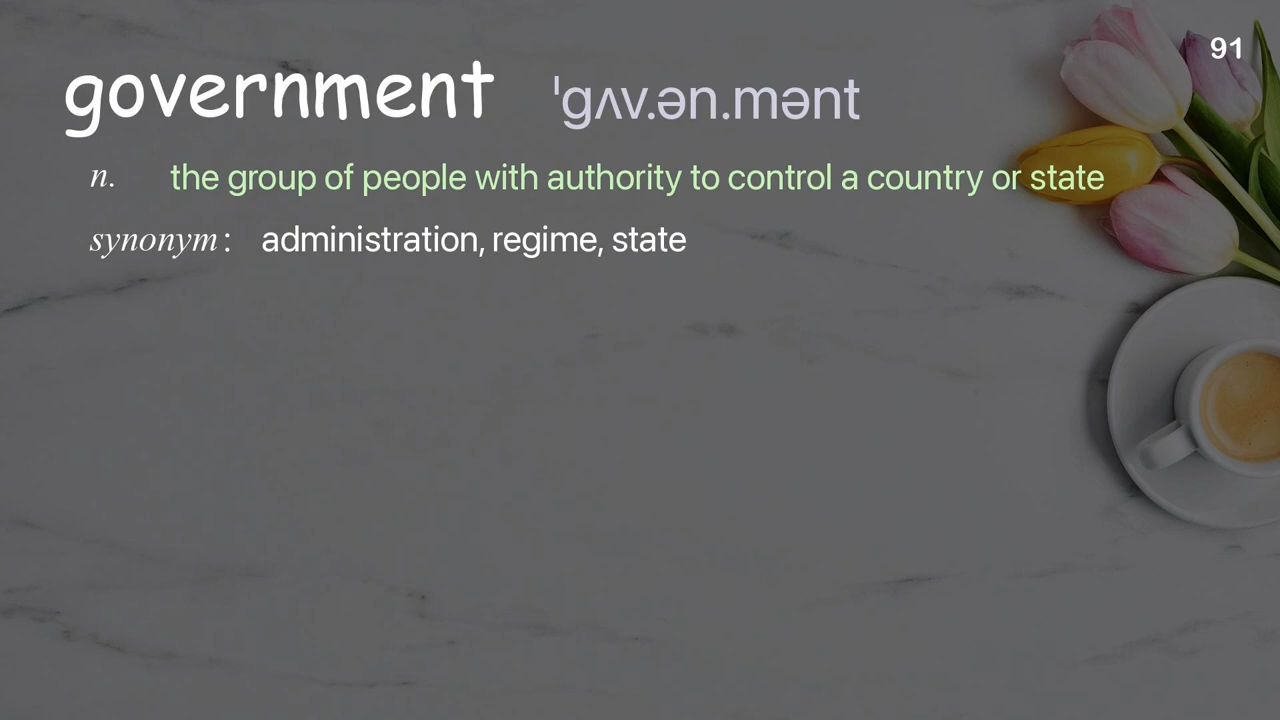 91
government ˈɡʌv.ən.mənt
n. the group of people with authority to control a country or state
synonym : administration, regime, state